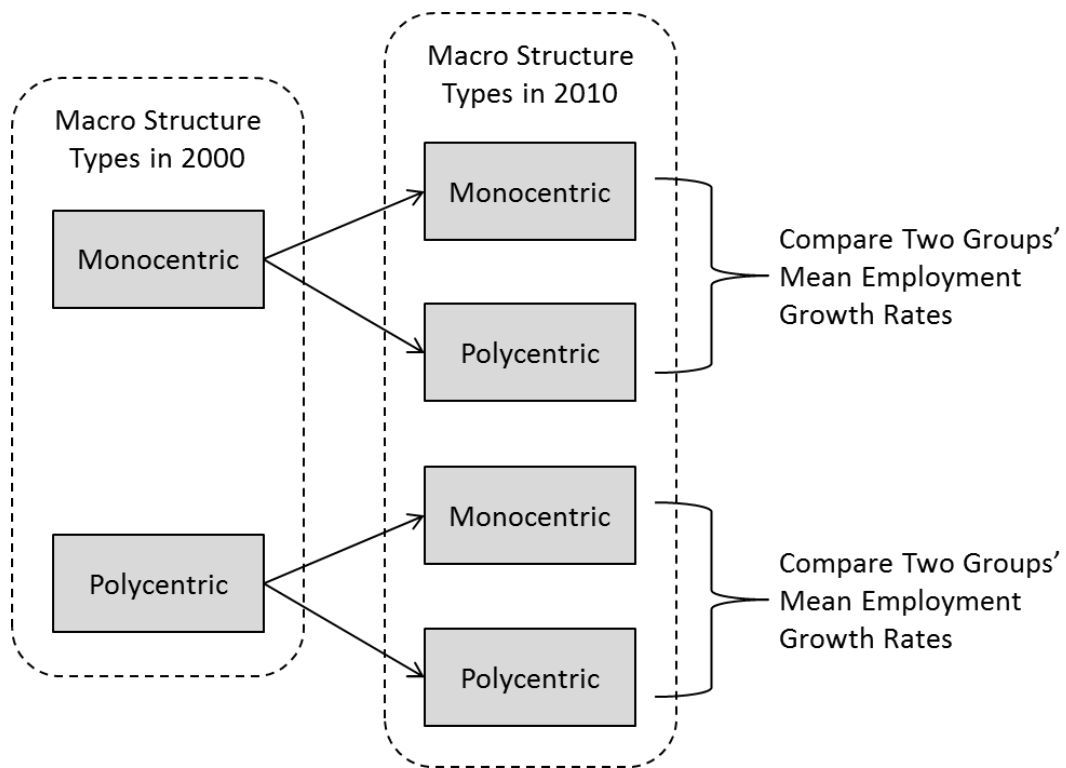 Macro Structure
Types in 2000
Monocentric
Polycentric
Macro Structure
Types in 2010
Monocentric
Polycentric
Monocentric
Polycentric
Compare Two Groups’
Mean Employment
Growth Rates
Compare Two Groups’
Mean Employment
Growth Rates